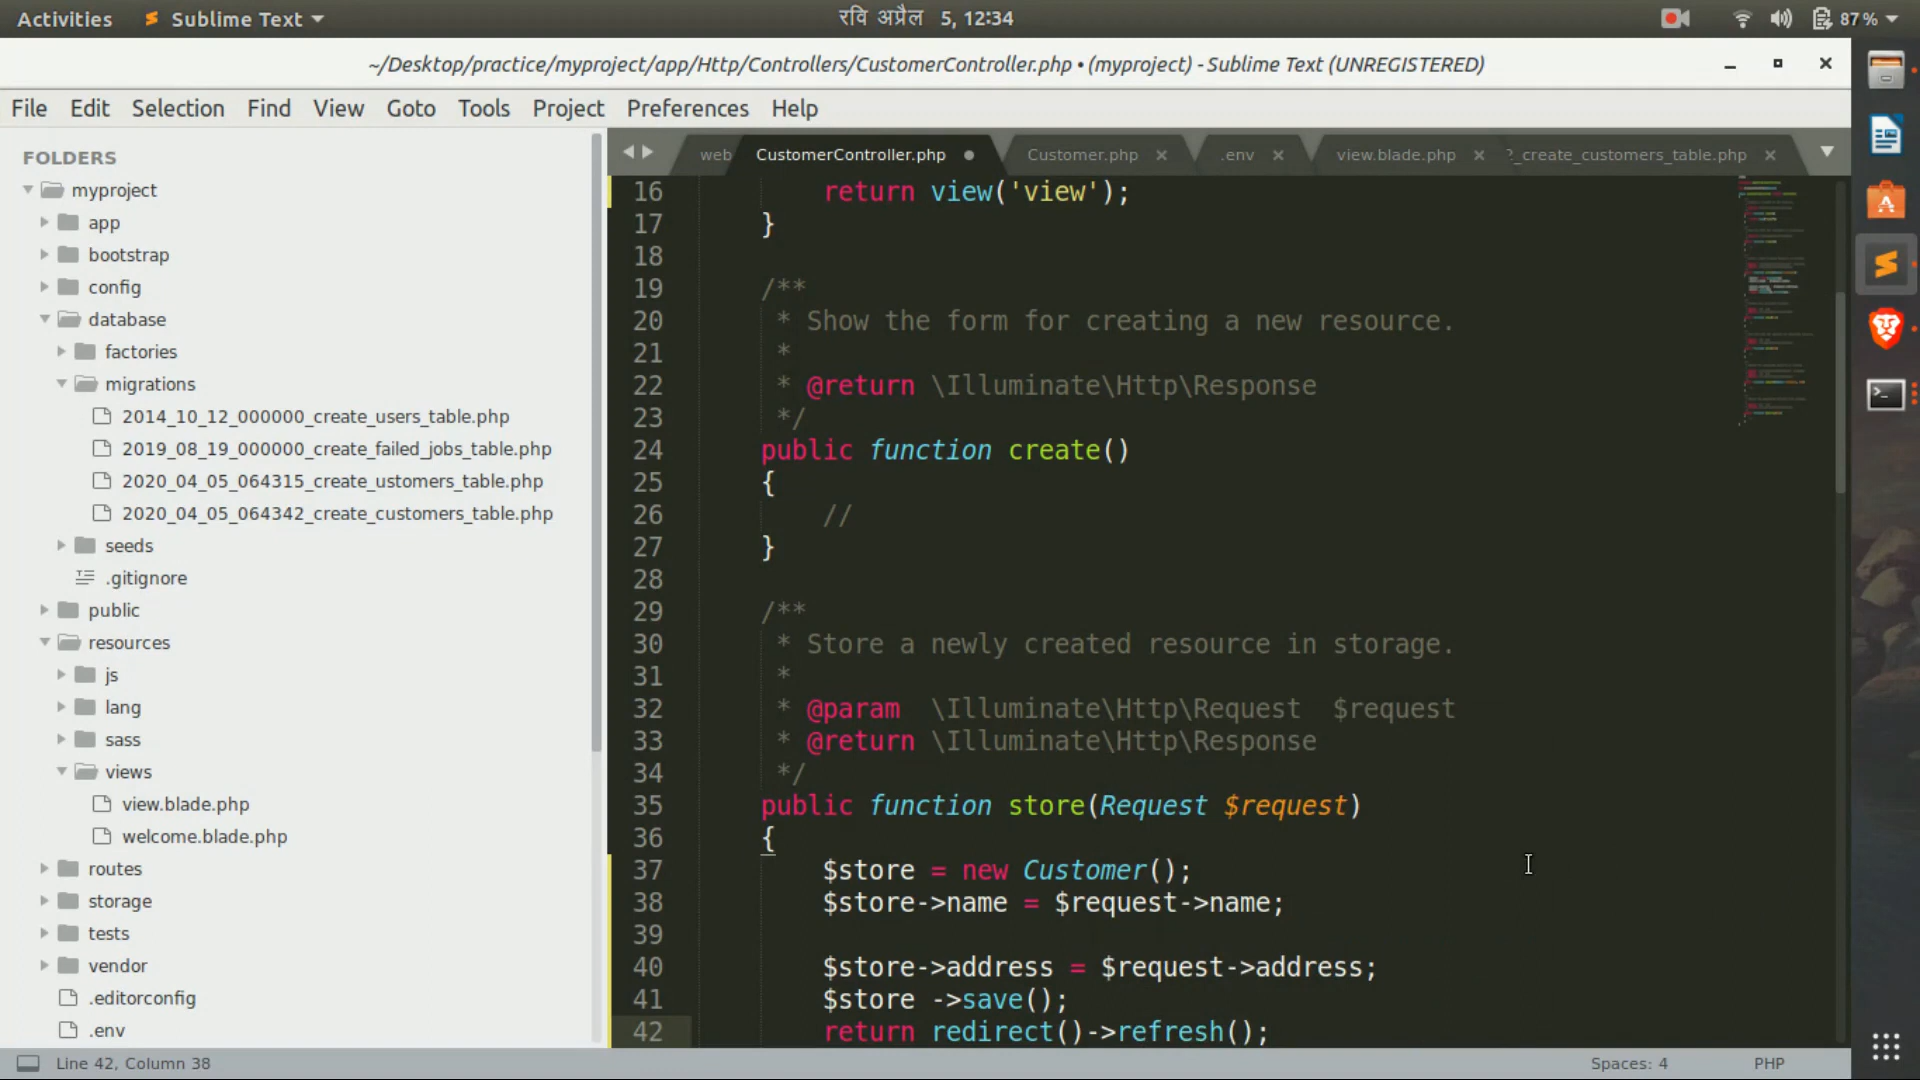 Activities Sublime Text रवि अप्रैल 5, 12:34 87%
~/Desktop/practice/myproject/app/Http/Controllers/CustomerController.php • (myproject) - Sublime Text (UNREGISTERED)
File Edit Selection Find View Goto Tools Project Preferences Help
FOLDERS
myproject
app
bootstrap
config
database
factories
migrations
2014_10_12_000000_create_users_table.php
2019_08_19_000000_create_failed_jobs_table.php
2020_04_05_064315_create_ustomers_table.php
2020_04_05_064342_create_customers_table.php
seeds
.gitignore
public
resources
js
lang
sass
views
view.blade.php
welcome.blade.php
routes
storage
tests
vendor
.editorconfig
.env
web CustomerController.php Customer.php .env view.blade.php _create_customers_table.php
16 return view('view');
17 }
18
19 /**
20 * Show the form for creating a new resource.
21 *
22 * @return \Illuminate\Http\Response
23 */
24 public function create()
25 {
26 //
27 }
28
29 /**
30 * Store a newly created resource in storage.
31 *
32 * @param \Illuminate\Http\Request $request
33 * @return \Illuminate\Http\Response
34 */
35 public function store(Request $request)
36 {
37 $store = new Customer();
38 $store->name = $request->name;
39
40 $store->address = $request->address;
41 $store ->save();
42 return redirect()->refresh();
Line 42, Column 38 Spaces: 4 PHP